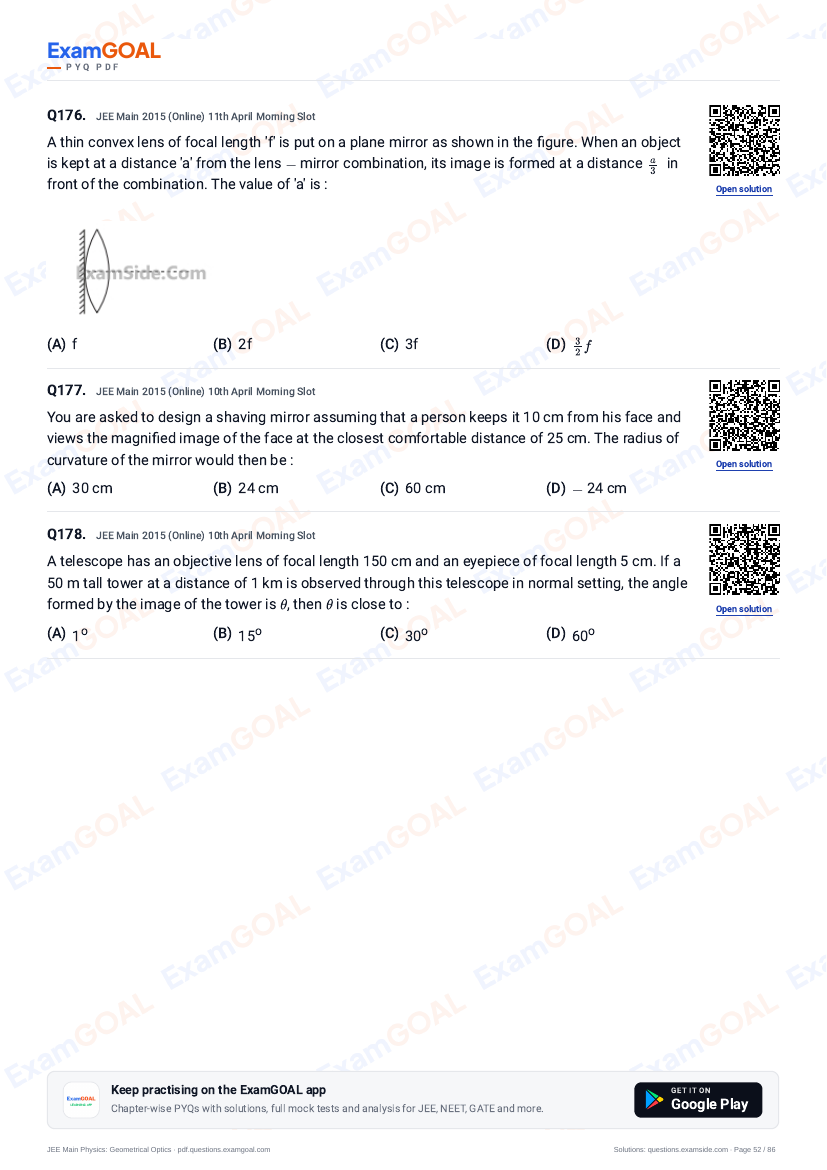 ExamGOAL
PYQ PDF
Q176. JEE Main 2015 (Online) 11th April Morning Slot
A thin convex lens of focal length 'f' is put on a plane mirror as shown in the figure. When an object
is kept at a distance 'a' from the lens − mirror combination, its image is formed at a distance a/3 in
front of the combination. The value of 'a' is :
Open solution
ExamSide.Com
(A) f (B) 2f (C) 3f (D) 3/2 f
Q177. JEE Main 2015 (Online) 10th April Morning Slot
You are asked to design a shaving mirror assuming that a person keeps it 10 cm from his face and
views the magnified image of the face at the closest comfortable distance of 25 cm. The radius of
curvature of the mirror would then be :
Open solution
(A) 30 cm (B) 24 cm (C) 60 cm (D) − 24 cm
Q178. JEE Main 2015 (Online) 10th April Morning Slot
A telescope has an objective lens of focal length 150 cm and an eyepiece of focal length 5 cm. If a
50 m tall tower at a distance of 1 km is observed through this telescope in normal setting, the angle
formed by the image of the tower is θ, then θ is close to :
Open solution
(A) 1º (B) 15º (C) 30º (D) 60º
Keep practising on the ExamGOAL app
Chapter-wise PYQs with solutions, full mock tests and analysis for JEE, NEET, GATE and more.
GET IT ON
Google Play
JEE Main Physics: Geometrical Optics · pdf.questions.examgoal.com
Solutions: questions.examside.com · Page 52 / 86